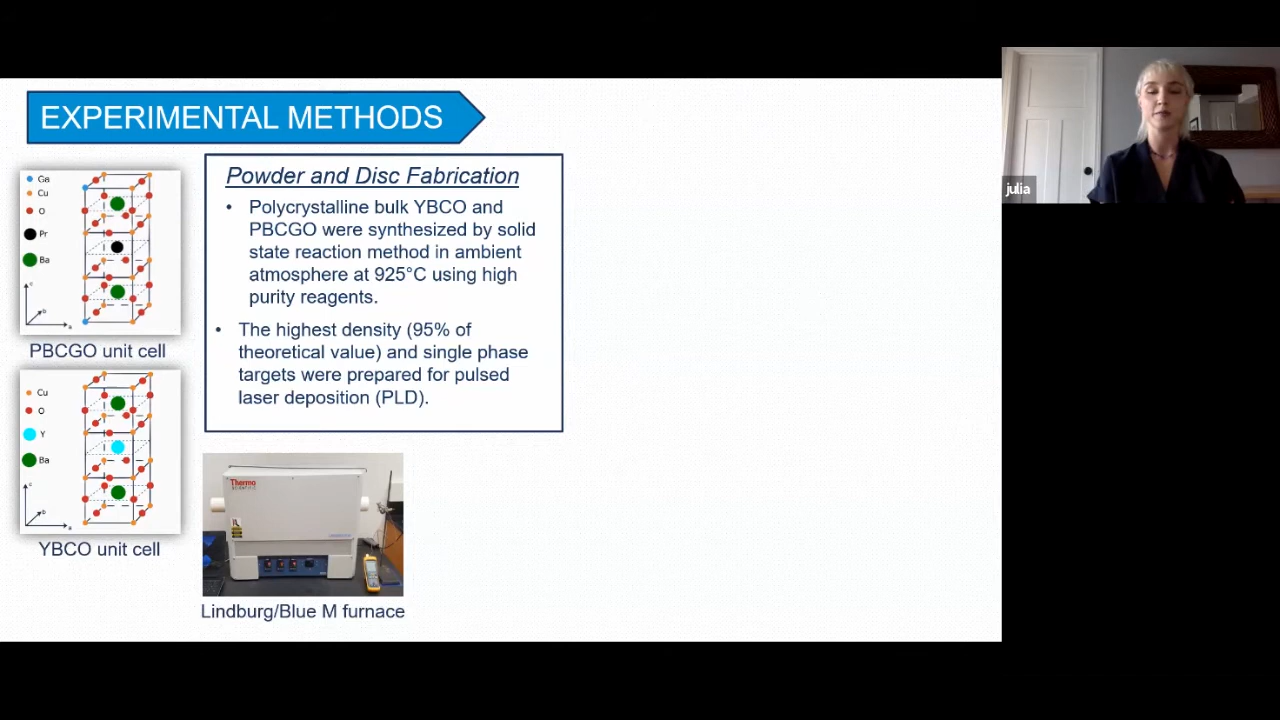 EXPERIMENTAL METHODS
Ga
Cu
O
Pr
Ba
c
b
a
PBCGO unit cell
Cu
O
Y
Ba
c
b
a
YBCO unit cell
Powder and Disc Fabrication
• Polycrystalline bulk YBCO and
PBCGO were synthesized by solid
state reaction method in ambient
atmosphere at 925°C using high
purity reagents.
• The highest density (95% of
theoretical value) and single phase
targets were prepared for pulsed
laser deposition (PLD).
Thermo
Lindburg/Blue M furnace
julia